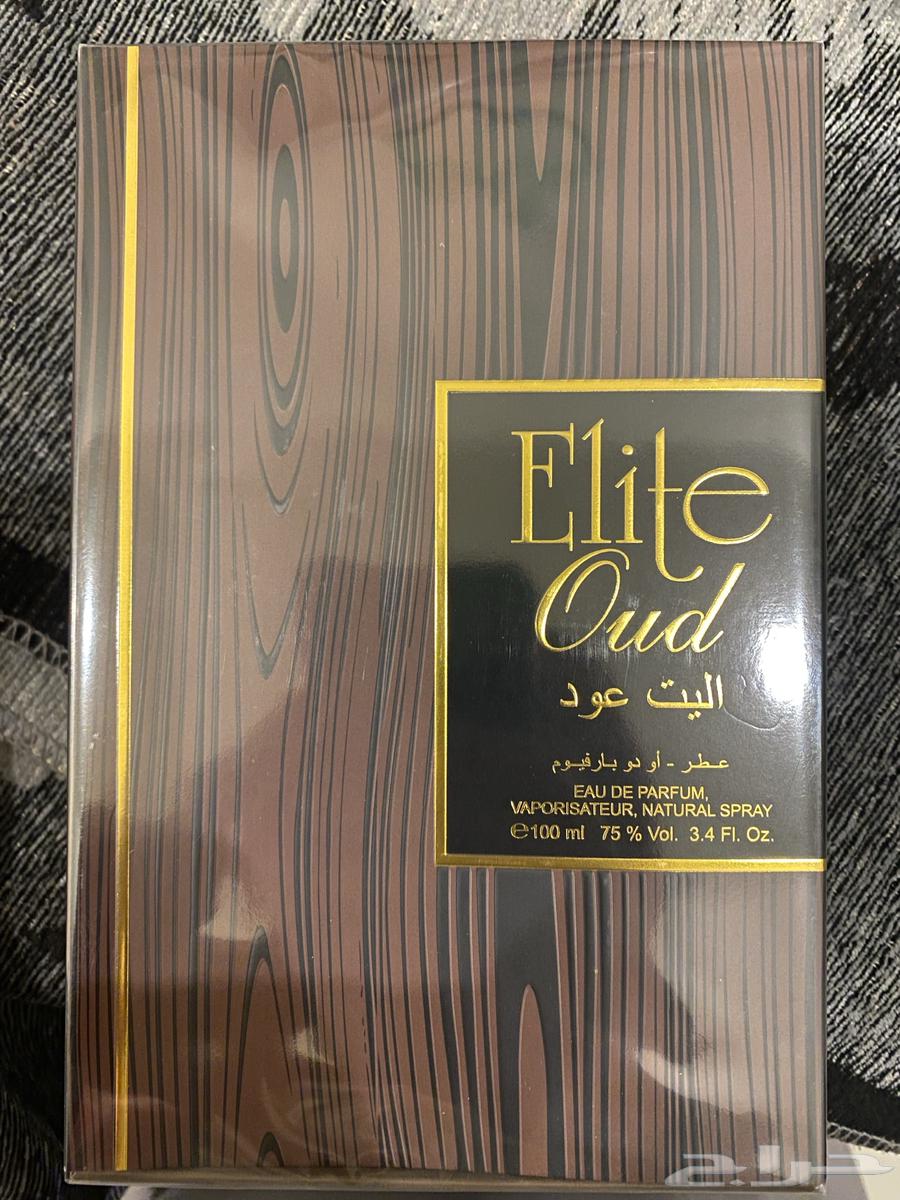 Elite
Oud
اليت عود
عطر - أو دو بارفيوم
EAU DE PARFUM,
VAPORISATEUR, NATURAL SPRAY
℮100 ml 75 % Vol. 3.4 Fl. Oz.
حراج